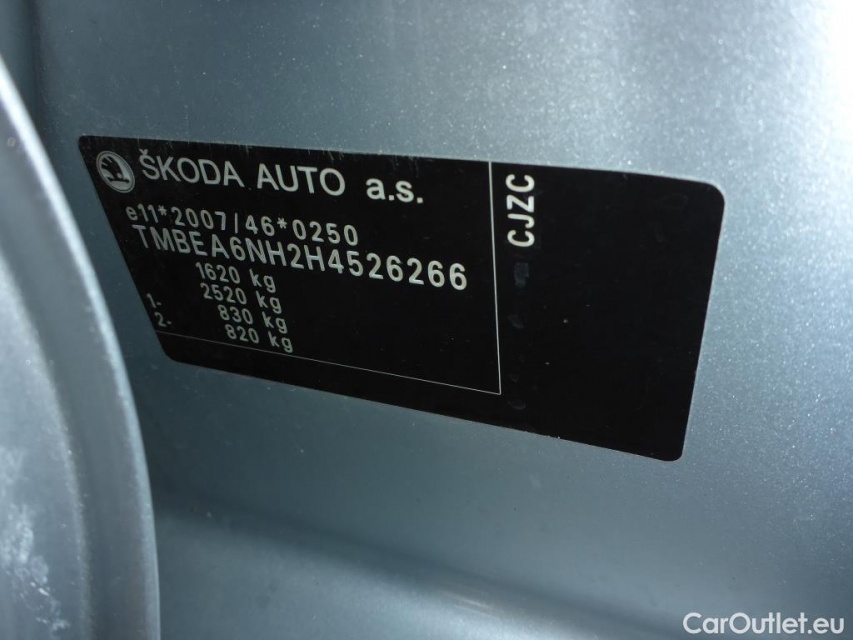 ŠKODA AUTO a.s.
e11*2007/46*0250
TMBEA6NH2H4526266
1620 kg
2520 kg
1- 830 kg
2- 820 kg
CJZC
CarOutlet.eu